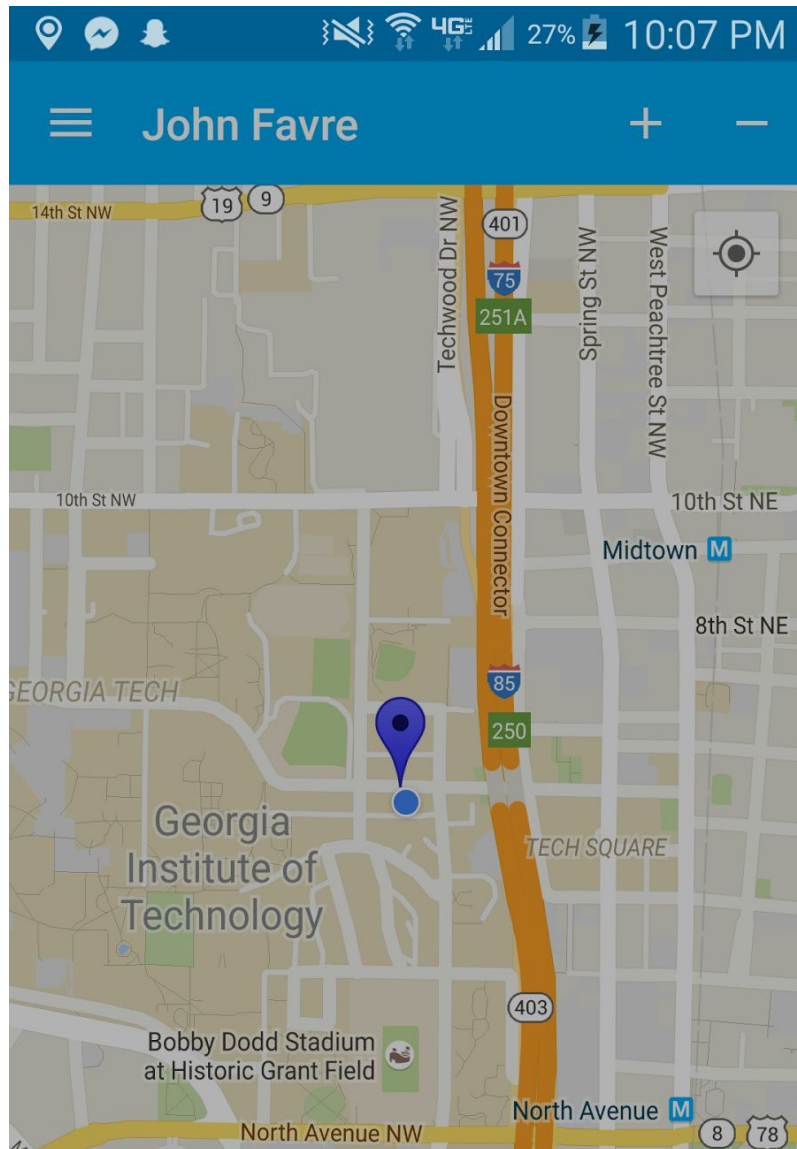 4G LTE 27% 10:07 PM
John Favre + −
14th St NW
19
9
401
Techwood Dr NW
75
251A
Spring St NW
West Peachtree St NW
Downtown Connector
10th St NW
10th St NE
Midtown M
8th St NE
GEORGIA TECH
85
250
Georgia
Institute of
Technology
TECH SQUARE
403
Bobby Dodd Stadium
at Historic Grant Field
North Avenue M
North Avenue NW
8
78